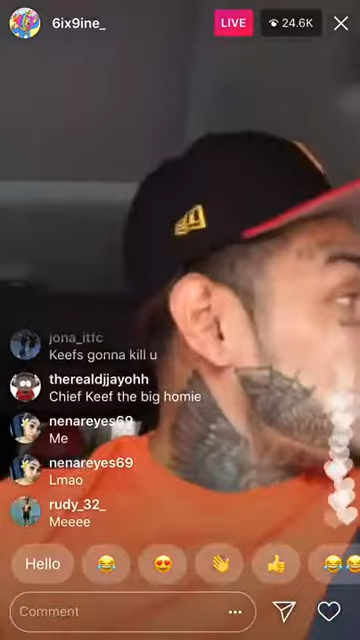 6ix9ine_
LIVE
24.6K
jona_itfc
Keefs gonna kill u
therealdjjayohh
Chief Keef the big homie
nenareyes69
Me
nenareyes69
Lmao
rudy_32_
Meeee
Hello
Comment